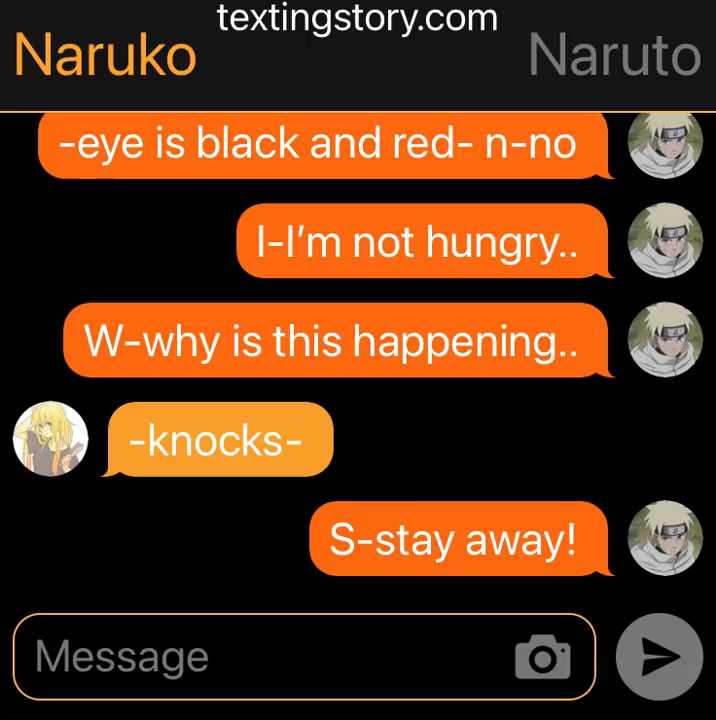 textingstory.com
Naruko
Naruto
-eye is black and red- n-no
I-I’m not hungry..
W-why is this happening..
-knocks-
S-stay away!
Message